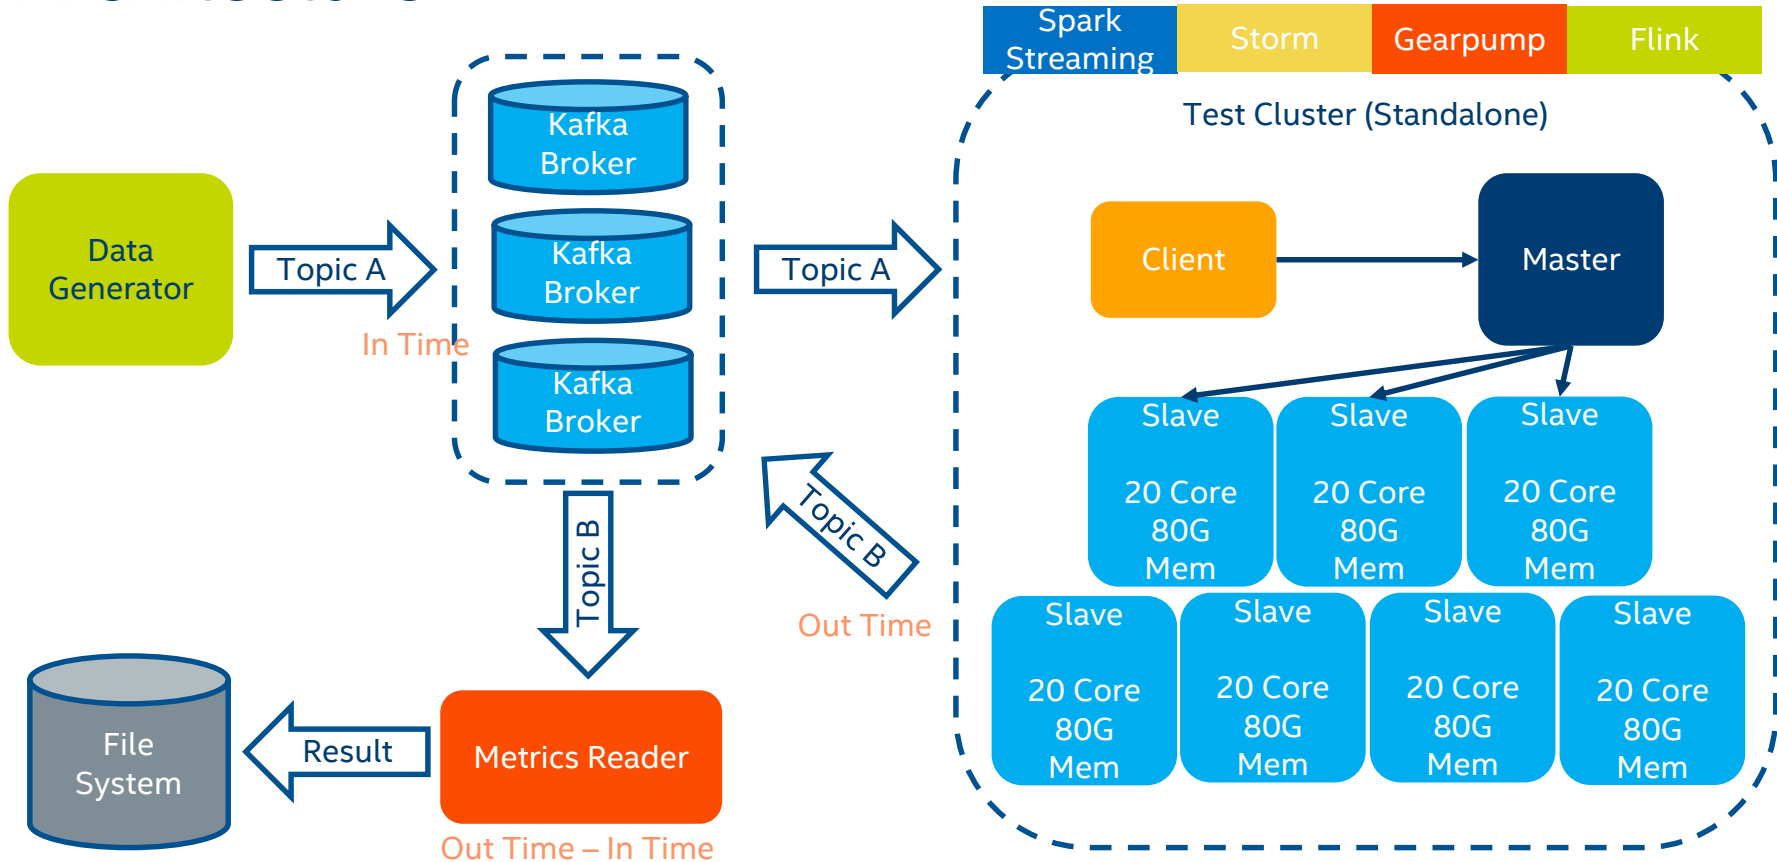 Spark
Streaming
Storm
Gearpump
Flink
Test Cluster (Standalone)
Kafka
Broker
Kafka
Broker
Kafka
Broker
Data
Generator
Topic A
In Time
Topic A
Client
Master
Slave
20 Core
80G
Mem
Slave
20 Core
80G
Mem
Slave
20 Core
80G
Mem
Topic B
Topic B
Out Time
Slave
20 Core
80G
Mem
Slave
20 Core
80G
Mem
Slave
20 Core
80G
Mem
Slave
20 Core
80G
Mem
File
System
Result
Metrics Reader
Out Time – In Time